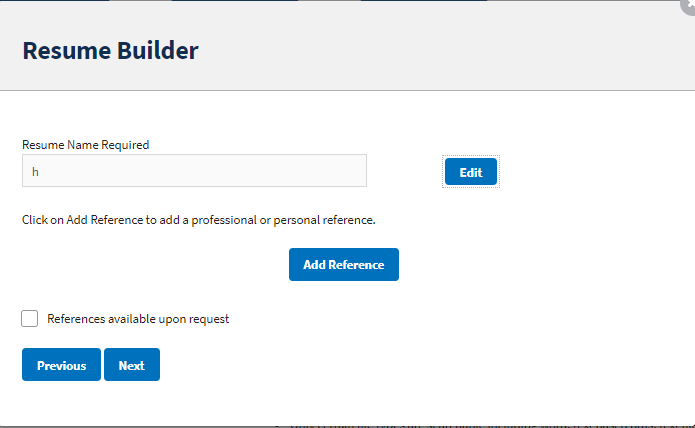 Resume Builder
Resume Name Required
h
Edit
Click on Add Reference to add a professional or personal reference.
Add Reference
References available upon request
Previous Next